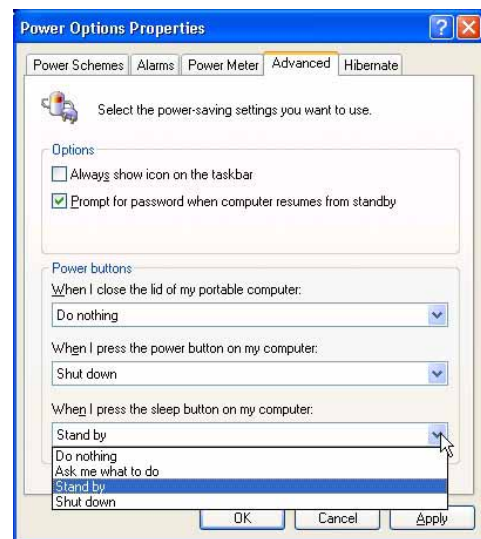 Power Options Properties
Power Schemes Alarms Power Meter Advanced Hibernate
Select the power-saving settings you want to use.
Options
Always show icon on the taskbar
Prompt for password when computer resumes from standby
Power buttons
When I close the lid of my portable computer:
Do nothing
When I press the power button on my computer:
Shut down
When I press the sleep button on my computer:
Stand by
Do nothing
Ask me what to do
Stand by
Shut down
OK Cancel Apply